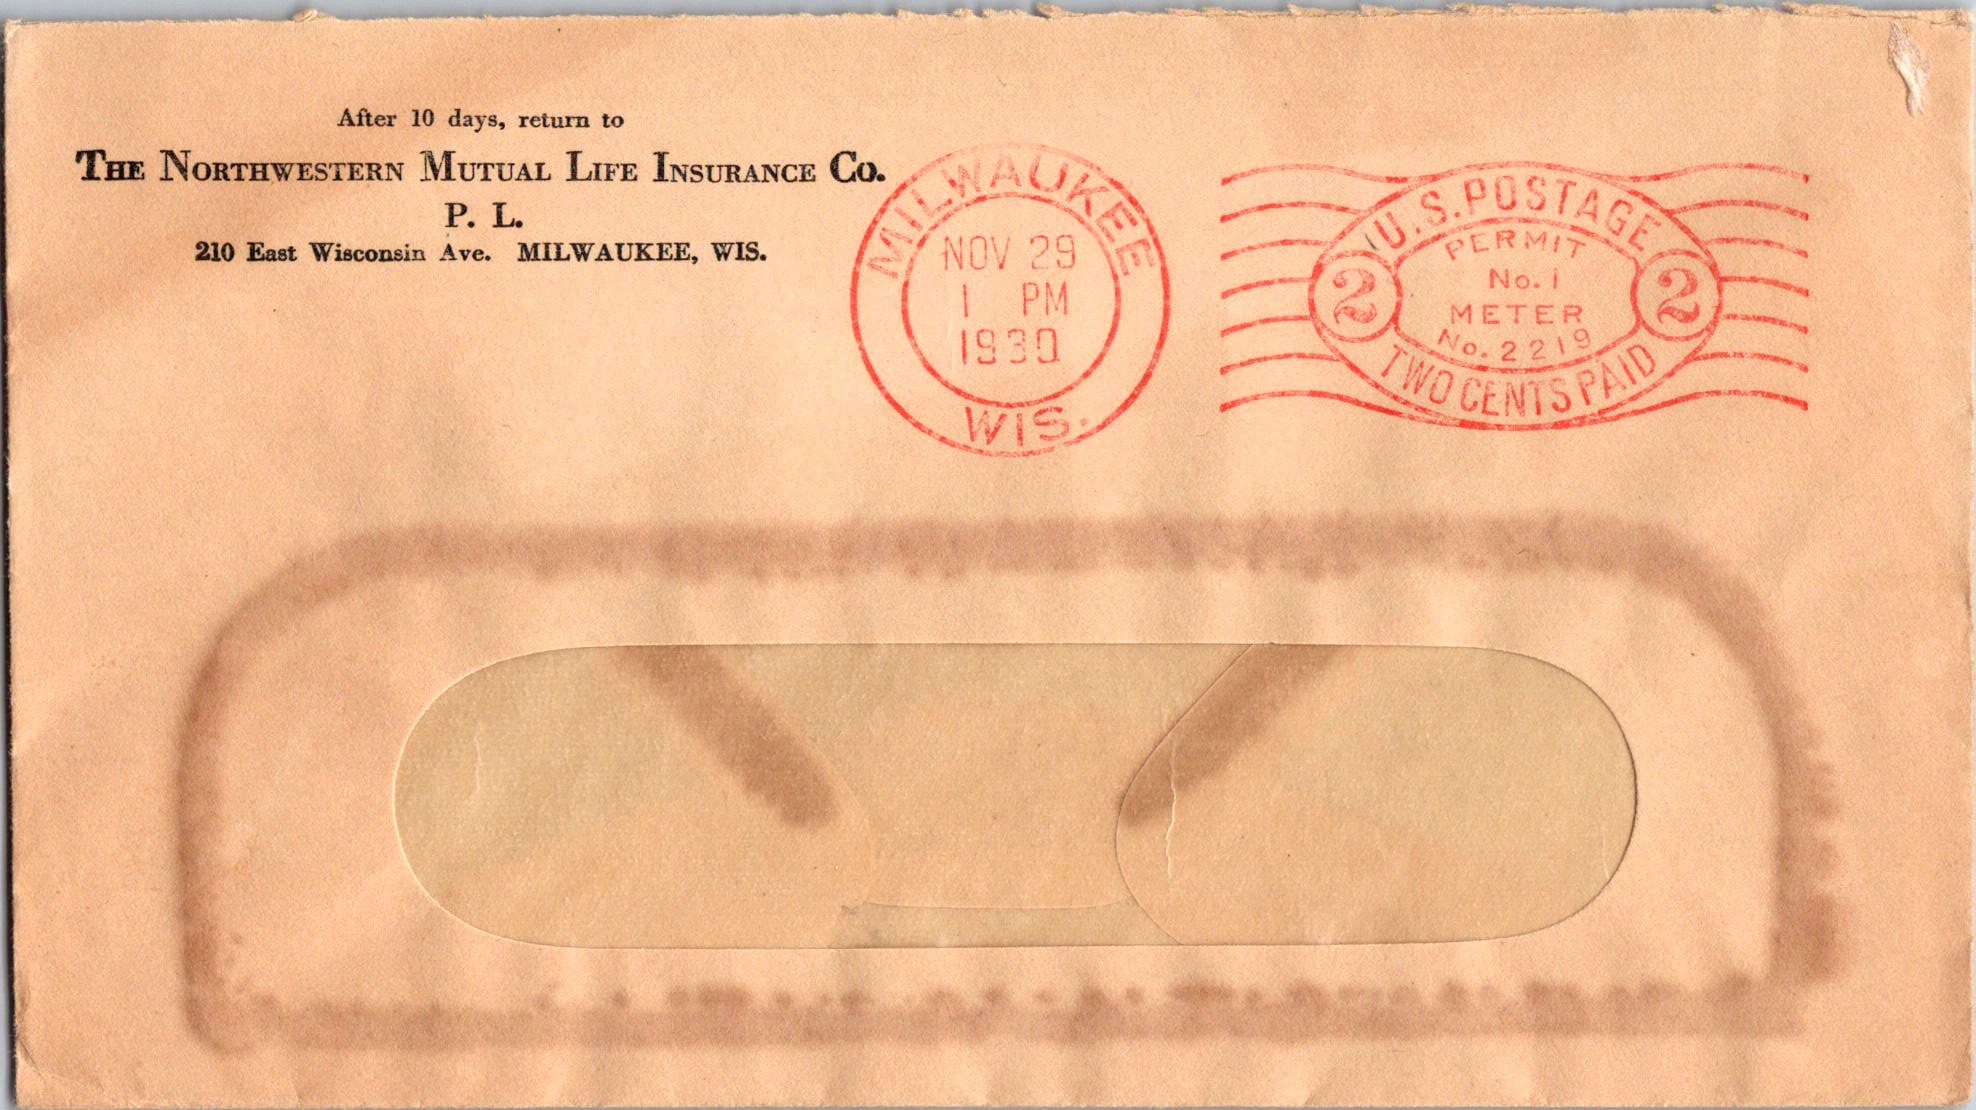 After 10 days, return to
THE NORTHWESTERN MUTUAL LIFE INSURANCE CO.
P. L.
210 East Wisconsin Ave. MILWAUKEE, WIS.
MILWAUKEE
NOV 29
1 PM
1930
WIS.
U.S. POSTAGE
PERMIT
No. 1
METER
No. 2219
2 2
TWO CENTS PAID